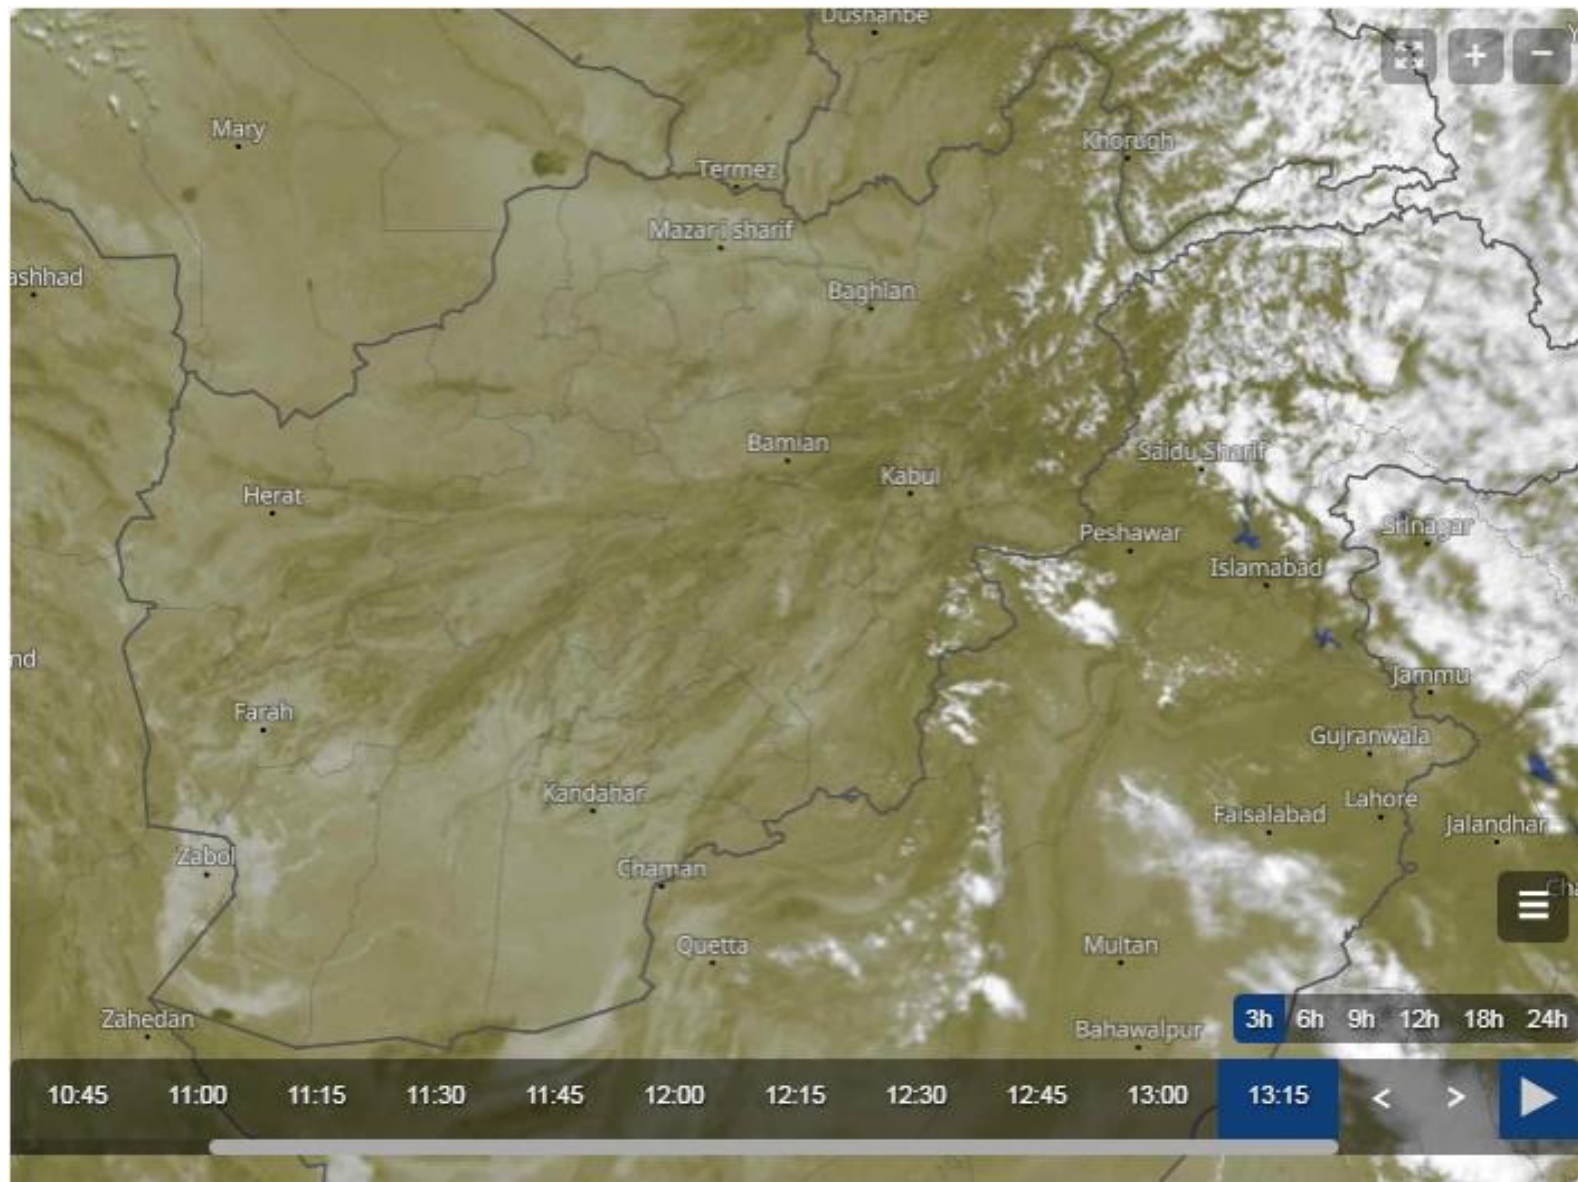 Dushanbe
Mary
Khorugh
Termez
Mazar i sharif
ashhad
Baghlan
Bamian
Saidu Sharif
Kabul
Herat
Srinagar
Peshawar
Islamabad
nd
Jammu
Farah
Gujranwala
Kandahar
Lahore
Faisalabad
Jalandhar
Zabol
Chaman
Cha
Quetta
Multan
Zahedan
Bahawalpur
3h 6h 9h 12h 18h 24h
10:45 11:00 11:15 11:30 11:45 12:00 12:15 12:30 12:45 13:00 13:15 < >